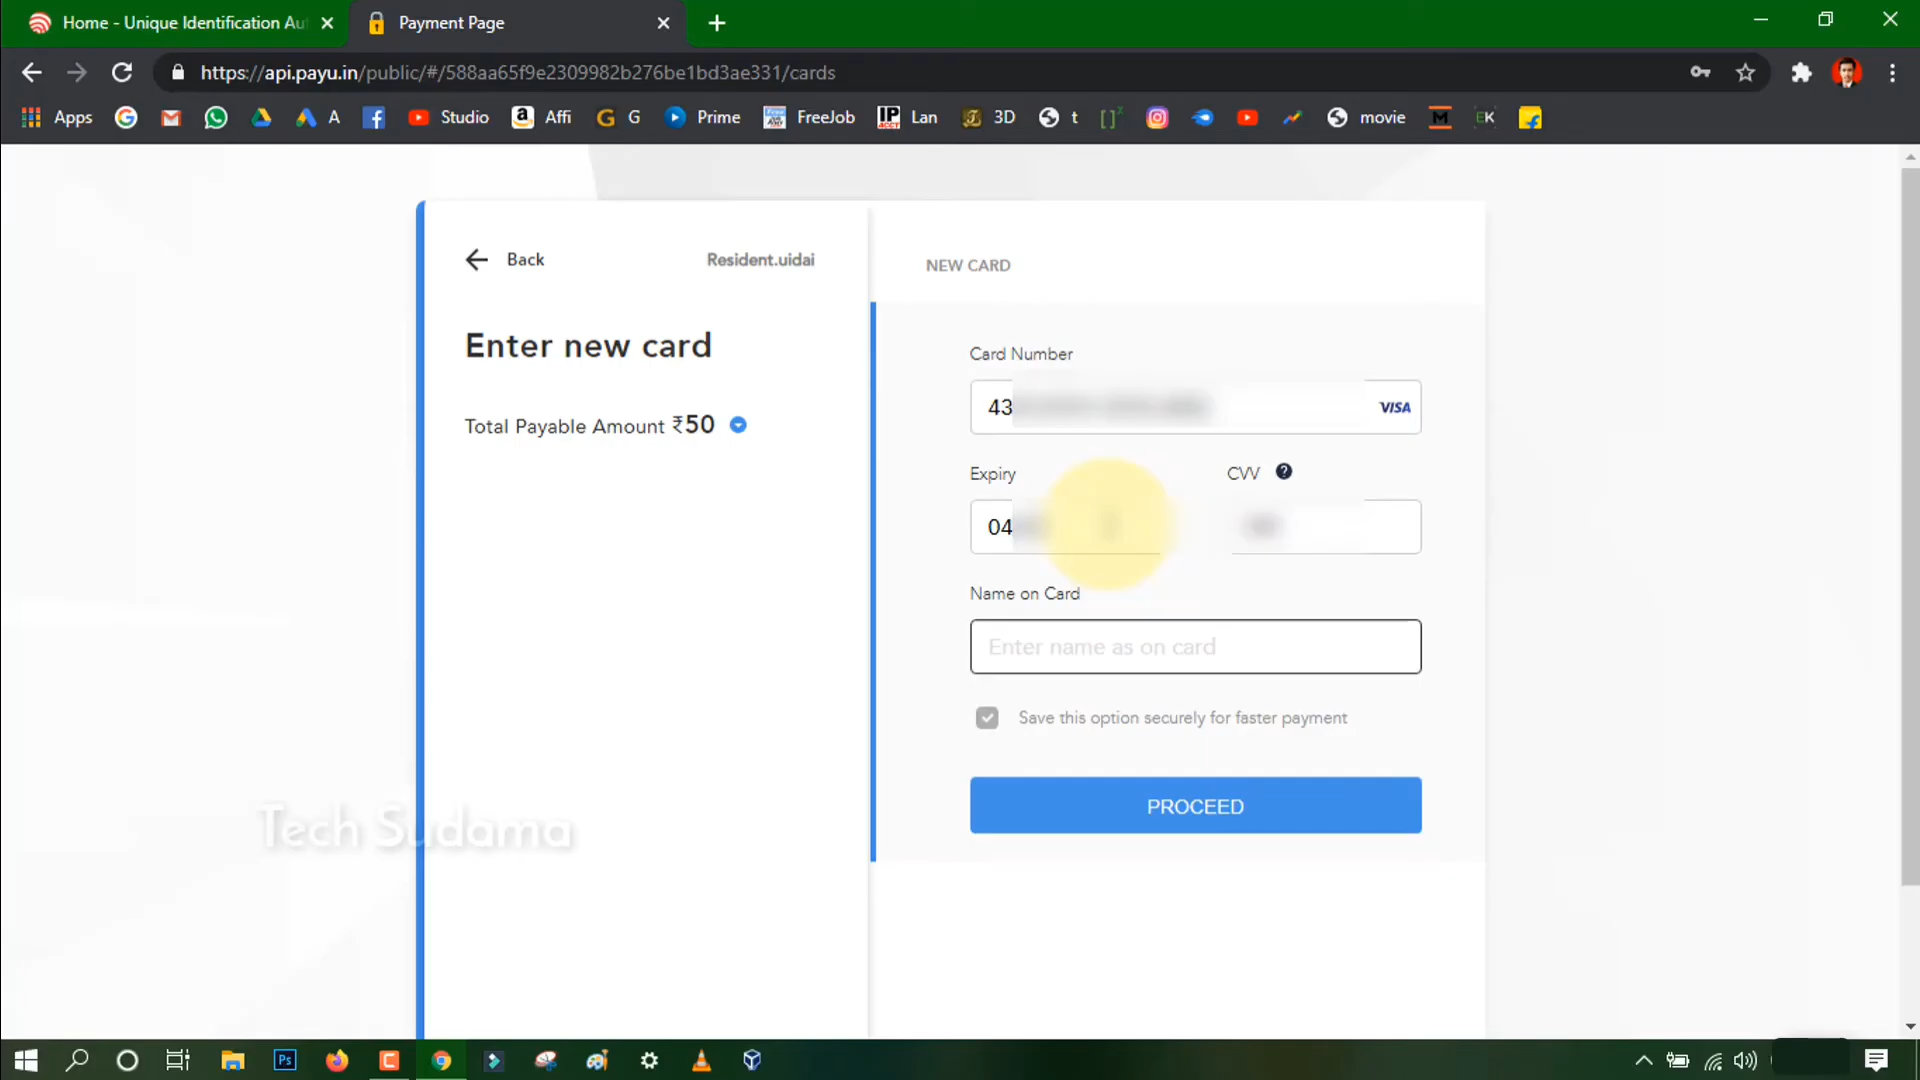 Home - Unique Identification Au
Payment Page
https://api.payu.in/public/#/588aa65f9e2309982b276be1bd3ae331/cards
Apps
A
Studio
Affi
G
Prime
FreeJob
Lan
3D
t
movie
EK
Back
Resident.uidai
NEW CARD
Enter new card
Total Payable Amount ₹50
Card Number
43
VISA
Expiry
CVV
04
Name on Card
Enter name as on card
Save this option securely for faster payment
PROCEED
Tech Sudama